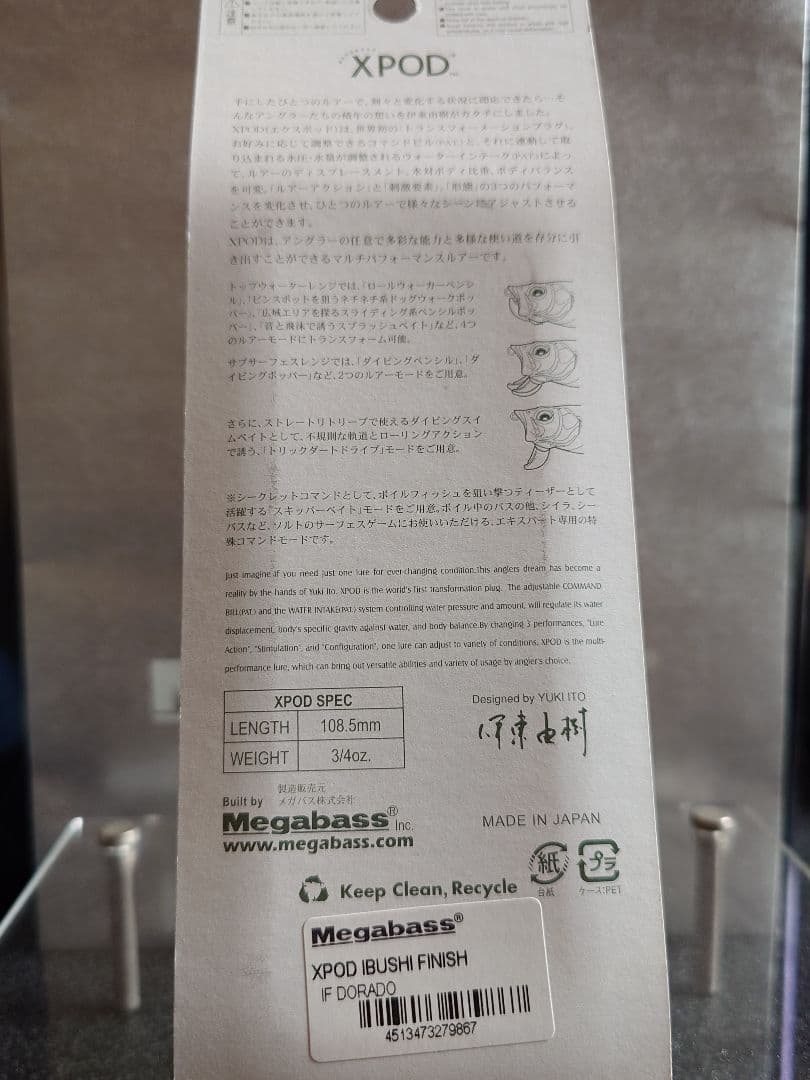 XPOD
手にしたひとつのルアーで、刻々と変化する状況に即応できたら…そ
んなアングラーたちの積年の想いを伊東由樹がカタチにしました。
XPOD(エクスポッド)は、世界初の「トランスフォーメーションプラグ」。
お好みに応じて調整できるコマンドビル(PAT.)と、それに連動して取
り込まれる水圧・水量が調整されるウォーターインテーク(PAT.)によっ
て、ルアーのディスプレースメント、水対ボディ比重、ボディバランス
を可変。「ルアーアクション」と「刺激要素」、「形態」の3つのパフォーマ
ンスを変化させ、ひとつのルアーで様々なシーンにアジャストさせる
ことができます。
XPODは、アングラーの任意で多彩な能力と多様な使い道を存分に引
き出すことができるマルチパフォーマンスルアーです。
トップウォーターレンジでは、「ロールウォーカーペンシ
ル」、「ピンスポットを狙うネチネチ系ドッグウォークポッ
パー」、「広域エリアを探るスライディング系ペンシルポッ
パー」、「音と飛沫で誘うスプラッシュベイト」など、4つ
のルアーモードにトランスフォーム可能。
サブサーフェスレンジでは、「ダイビングペンシル」、「ダ
イビングポッパー」など、2つのルアーモードをご用意。
さらに、ストレートリトリーブで使えるダイビングスイ
ムベイトとして、不規則な軌道とローリングアクション
で誘う、「トリックダートドライブ」モードをご用意。
※シークレットコマンドとして、ボイルフィッシュを狙い撃つティーザーとして
活躍する「スキッパーベイト」モードをご用意。ボイル中のバスの他、シイラ、シー
バスなど、ソルトのサーフェスゲームにお使いいただける、エキスパート専用の特
殊コマンドモードです。
Just imagine if you need just one lure for ever-changing condition.This anglers dream has become a
reality by the hands of Yuki Ito. XPOD is the world's first transformation plug. The adjustable COMMAND
BILL(PAT.) and the WATER INTAKE(PAT.) system controlling water pressure and amount, will regulate its water
displacement, body's specific gravity against water, and body balance.By changing 3 performances, "Lure
Action", "Stimulation", and "Configuration", one lure can adjust to variety of conditions. XPOD is the multi-
performance lure, which can bring out versatile abilities and variety of usage by angler's choice.
XPOD SPEC
LENGTH 108.5mm
WEIGHT 3/4oz.
Designed by YUKI ITO
伊東由樹
製造販売元
Built by メガバス株式会社
Megabass® Inc.
www.megabass.com
MADE IN JAPAN
紙
台紙
プラ
ケース:PET
Keep Clean, Recycle
Megabass®
XPOD IBUSHI FINISH
IF DORADO
4513473279867